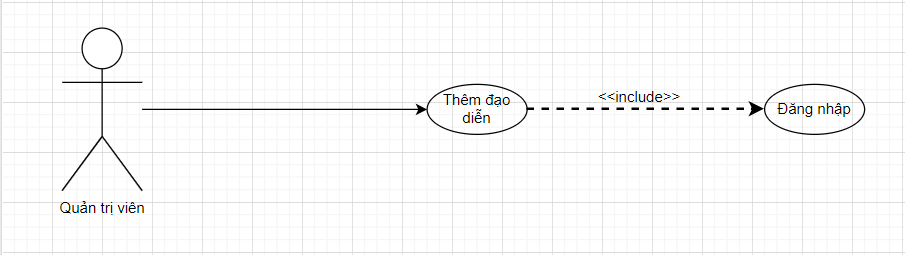 Thêm đạo
diễn
<<include>>
Đăng nhập
Quản trị viên